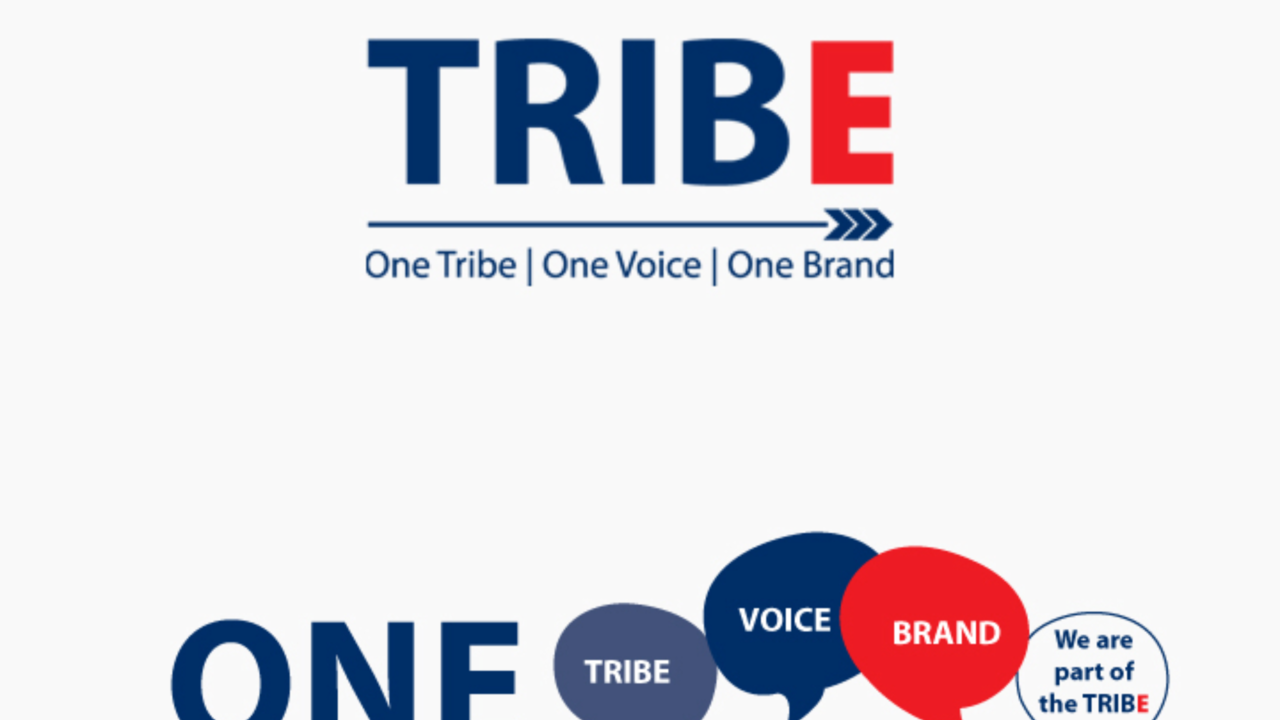 TRIBE
One Tribe | One Voice | One Brand
ONE
TRIBE
VOICE
BRAND
We are
part of
the TRIBE